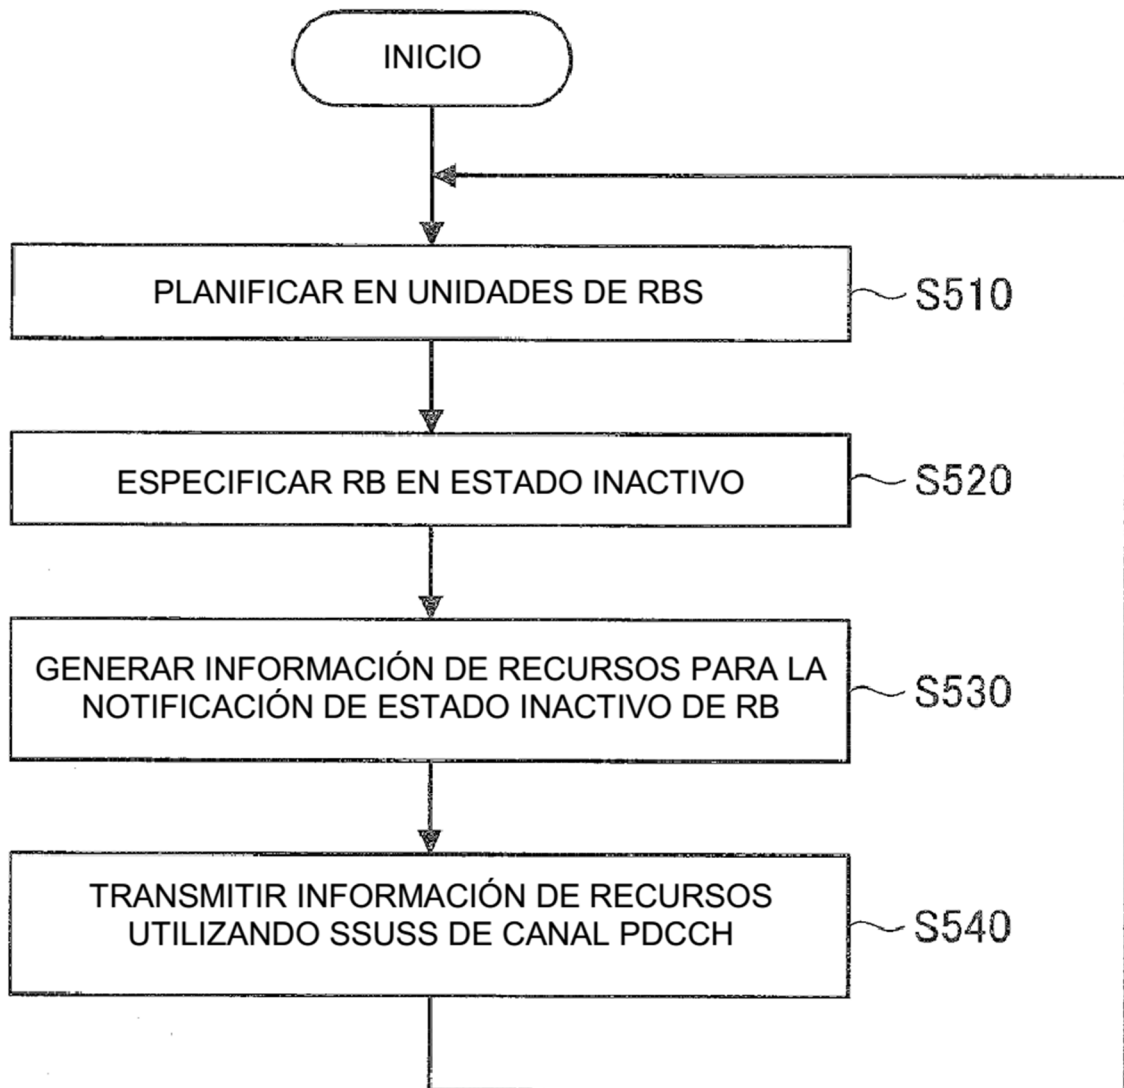 INICIO
PLANIFICAR EN UNIDADES DE RBS
S510
ESPECIFICAR RB EN ESTADO INACTIVO
S520
GENERAR INFORMACIÓN DE RECURSOS PARA LA
NOTIFICACIÓN DE ESTADO INACTIVO DE RB
S530
TRANSMITIR INFORMACIÓN DE RECURSOS
UTILIZANDO SSUSS DE CANAL PDCCH
S540